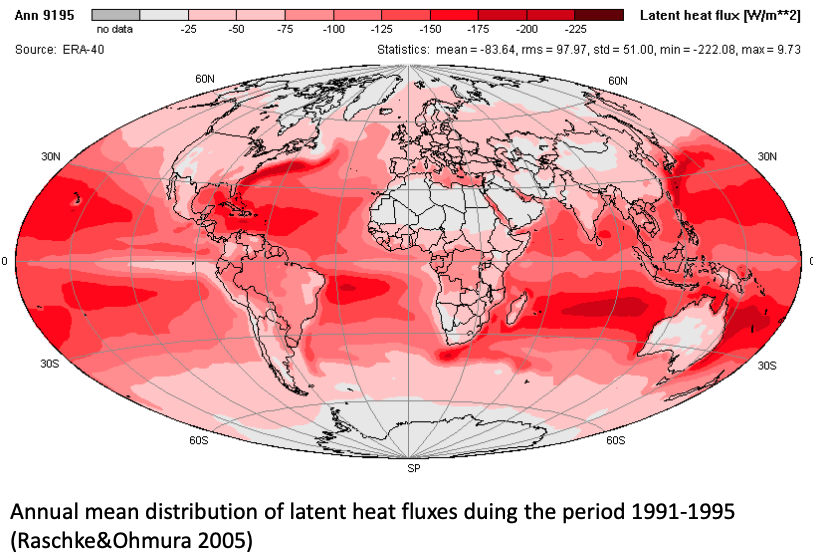 Ann 9195
no data -25 -50 -75 -100 -125 -150 -175 -200 -225
Latent heat flux [W/m**2]
Source: ERA-40
Statistics: mean = -83.64, rms = 97.97, std = 51.00, min = -222.08, max = 9.73
60N 60N
30N 30N
0 0
30S 30S
60S 60S
SP
Annual mean distribution of latent heat fluxes duing the period 1991-1995
(Raschke&Ohmura 2005)